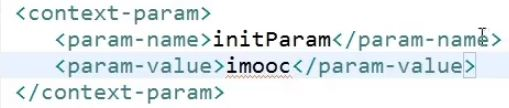 <context-param>
<param-name>initParam</param-name>
<param-value>imooc</param-value>
</context-param>